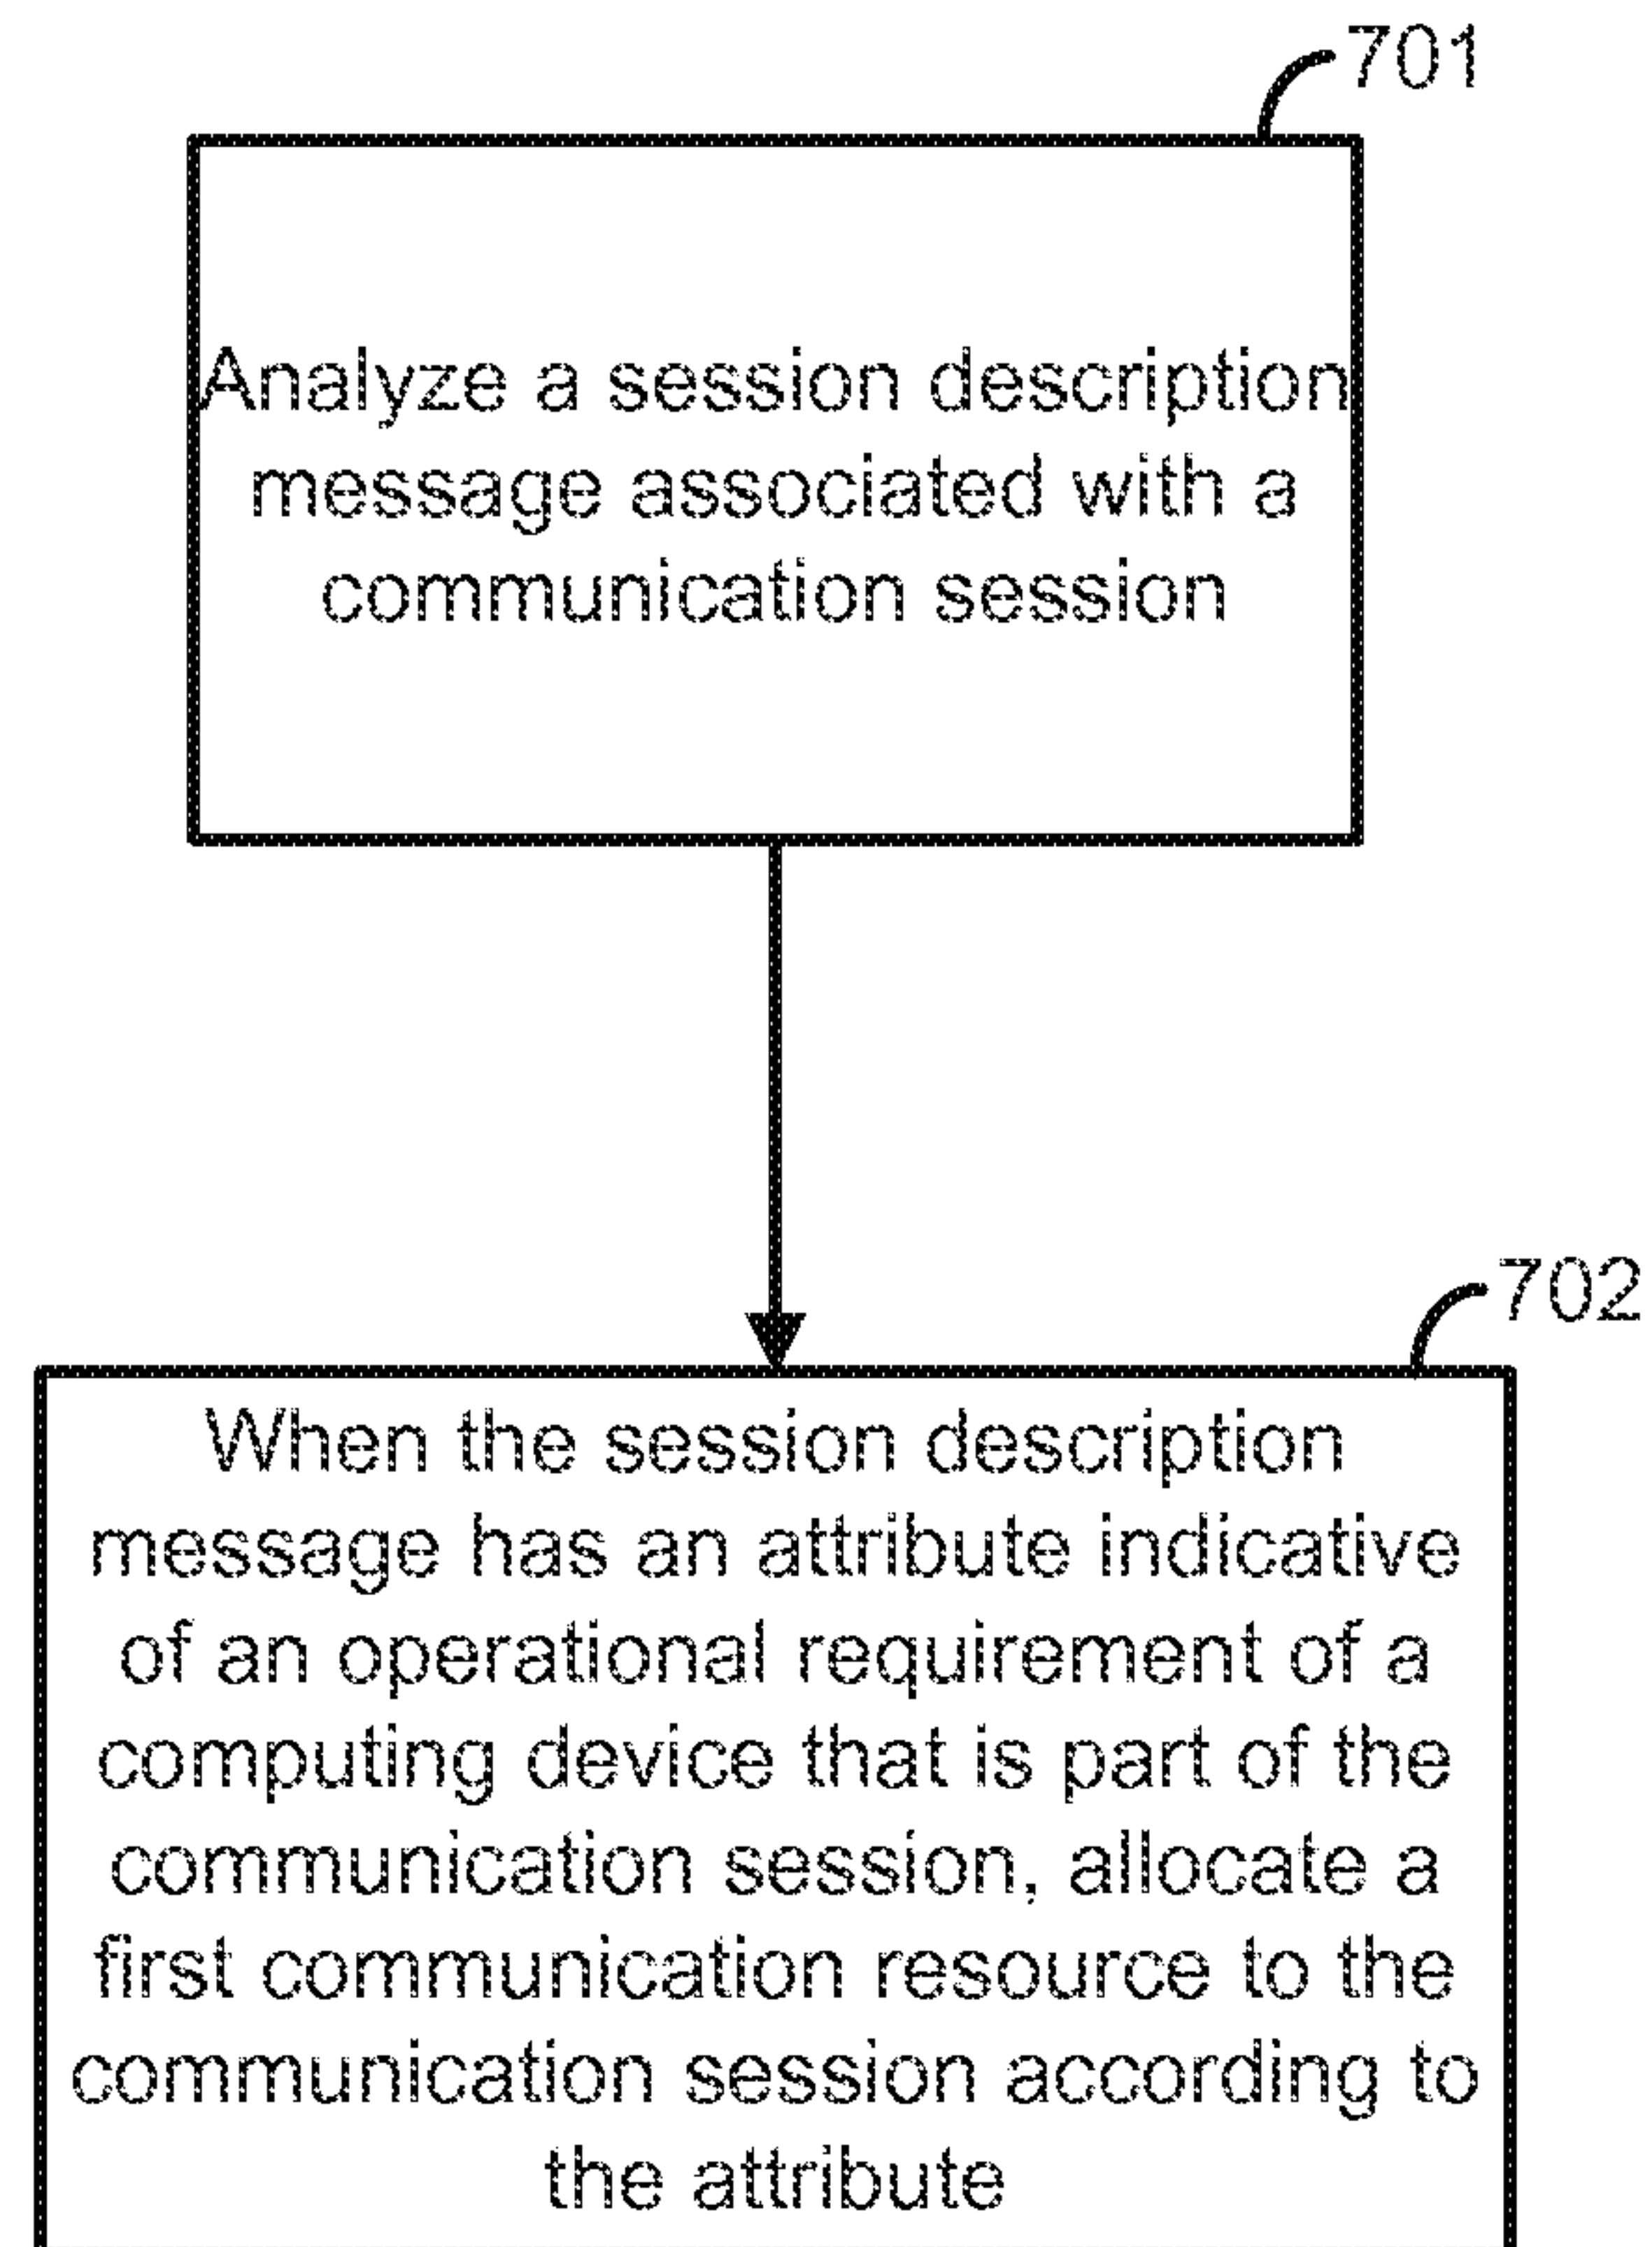 701
Analyze a session description
message associated with a
communication session
702
When the session description
message has an attribute indicative
of an operational requirement of a
computing device that is part of the
communication session, allocate a
first communication resource to the
communication session according to
the attribute